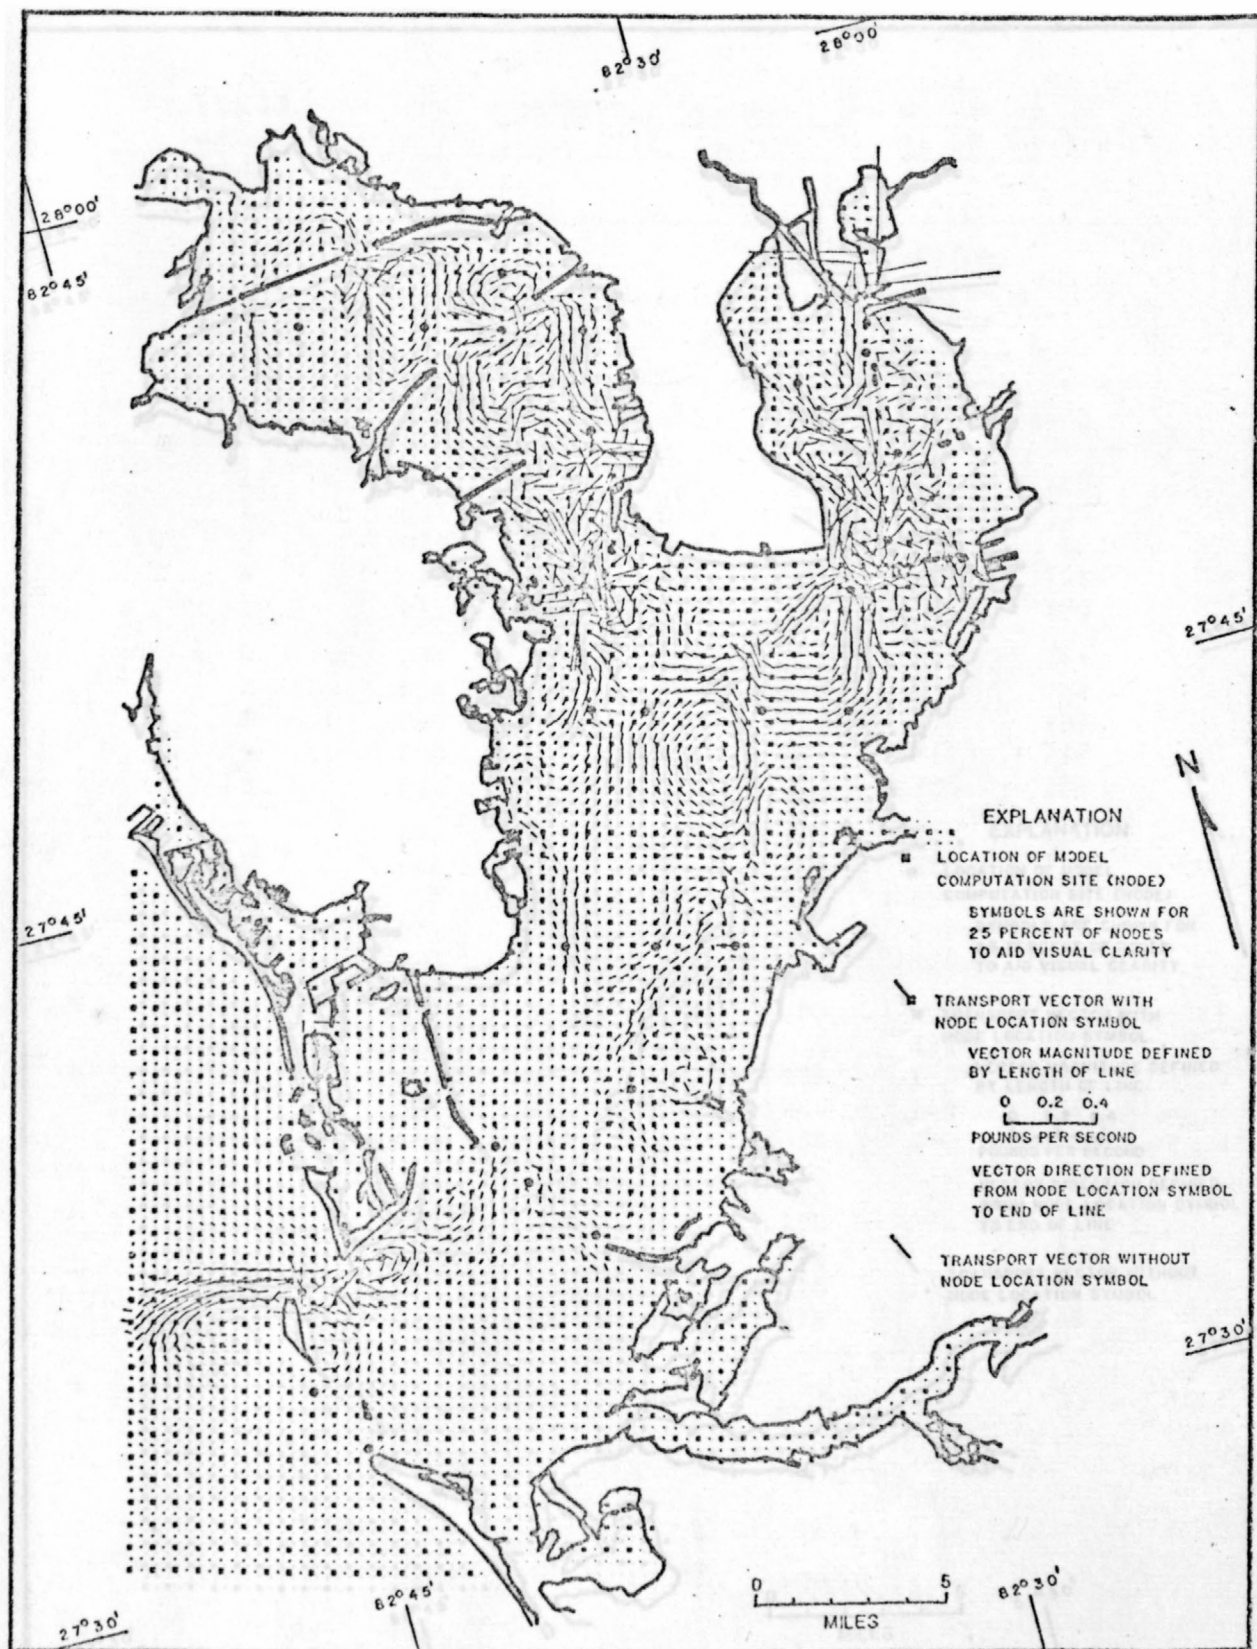 82°30'
28°00'
28°00'
82°45'
27°45'
N
EXPLANATION
LOCATION OF MODEL
COMPUTATION SITE (NODE)
SYMBOLS ARE SHOWN FOR
25 PERCENT OF NODES
TO AID VISUAL CLARITY
27°45'
TRANSPORT VECTOR WITH
NODE LOCATION SYMBOL
VECTOR MAGNITUDE DEFINED
BY LENGTH OF LINE
0 0.2 0.4
POUNDS PER SECOND
VECTOR DIRECTION DEFINED
FROM NODE LOCATION SYMBOL
TO END OF LINE
TRANSPORT VECTOR WITHOUT
NODE LOCATION SYMBOL
27°30'
0 5
MILES
82°45'
82°30'
27°30'